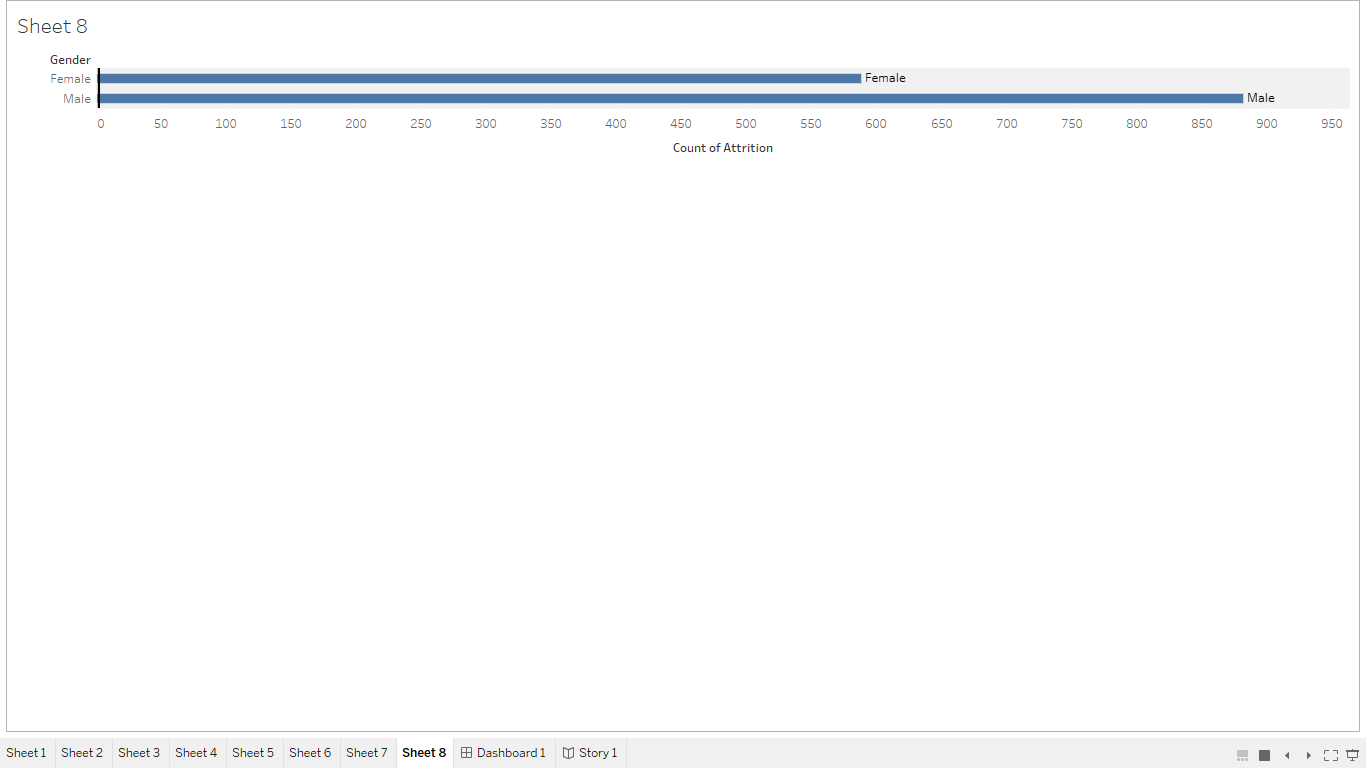 Sheet 8
Gender
Female Female
Male Male
0 50 100 150 200 250 300 350 400 450 500 550 600 650 700 750 800 850 900 950
Count of Attrition
Sheet 1 Sheet 2 Sheet 3 Sheet 4 Sheet 5 Sheet 6 Sheet 7 Sheet 8 Dashboard 1 Story 1